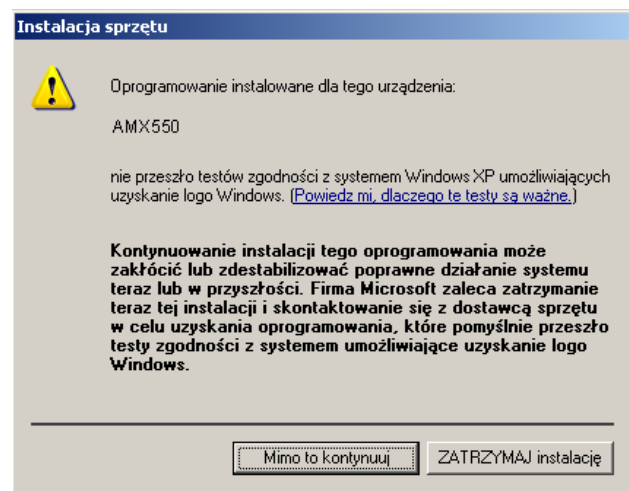 Instalacja sprzętu
Oprogramowanie instalowane dla tego urządzenia:
AMX550
nie przeszło testów zgodności z systemem Windows XP umożliwiających
uzyskanie logo Windows. (Powiedz mi, dlaczego te testy są ważne.)
Kontynuowanie instalacji tego oprogramowania może
zakłócić lub zdestabilizować poprawne działanie systemu
teraz lub w przyszłości. Firma Microsoft zaleca zatrzymanie
teraz tej instalacji i skontaktowanie się z dostawcą sprzętu
w celu uzyskania oprogramowania, które pomyślnie przeszło
testy zgodności z systemem umożliwiające uzyskanie logo
Windows.
Mimo to kontynuuj ZATRZYMAJ instalację